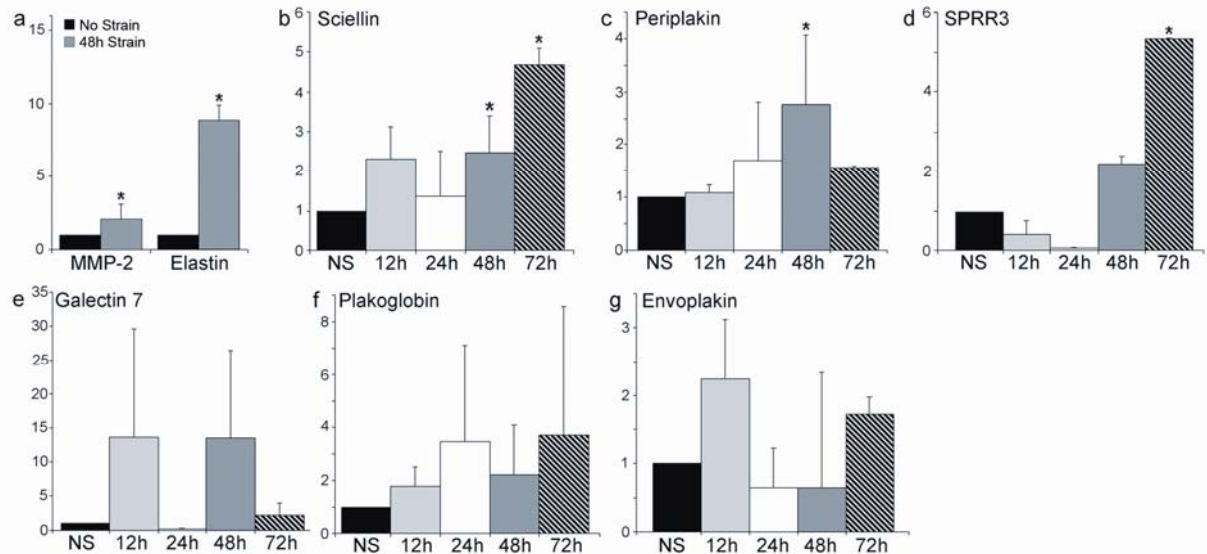 a
No Strain
48h Strain
15
10
5
0
*
*
MMP-2 Elastin
b Sciellin
6
5
4
3
2
1
0
*
*
NS 12h 24h 48h 72h
c Periplakin
4
3
2
1
0
*
NS 12h 24h 48h 72h
d SPRR3
6
4
2
0
*
NS 12h 24h 48h 72h
e Galectin 7
35
30
25
20
15
10
5
0
NS 12h 24h 48h 72h
f Plakoglobin
8
6
4
2
0
NS 12h 24h 48h 72h
g Envoplakin
3
2
1
0
NS 12h 24h 48h 72h